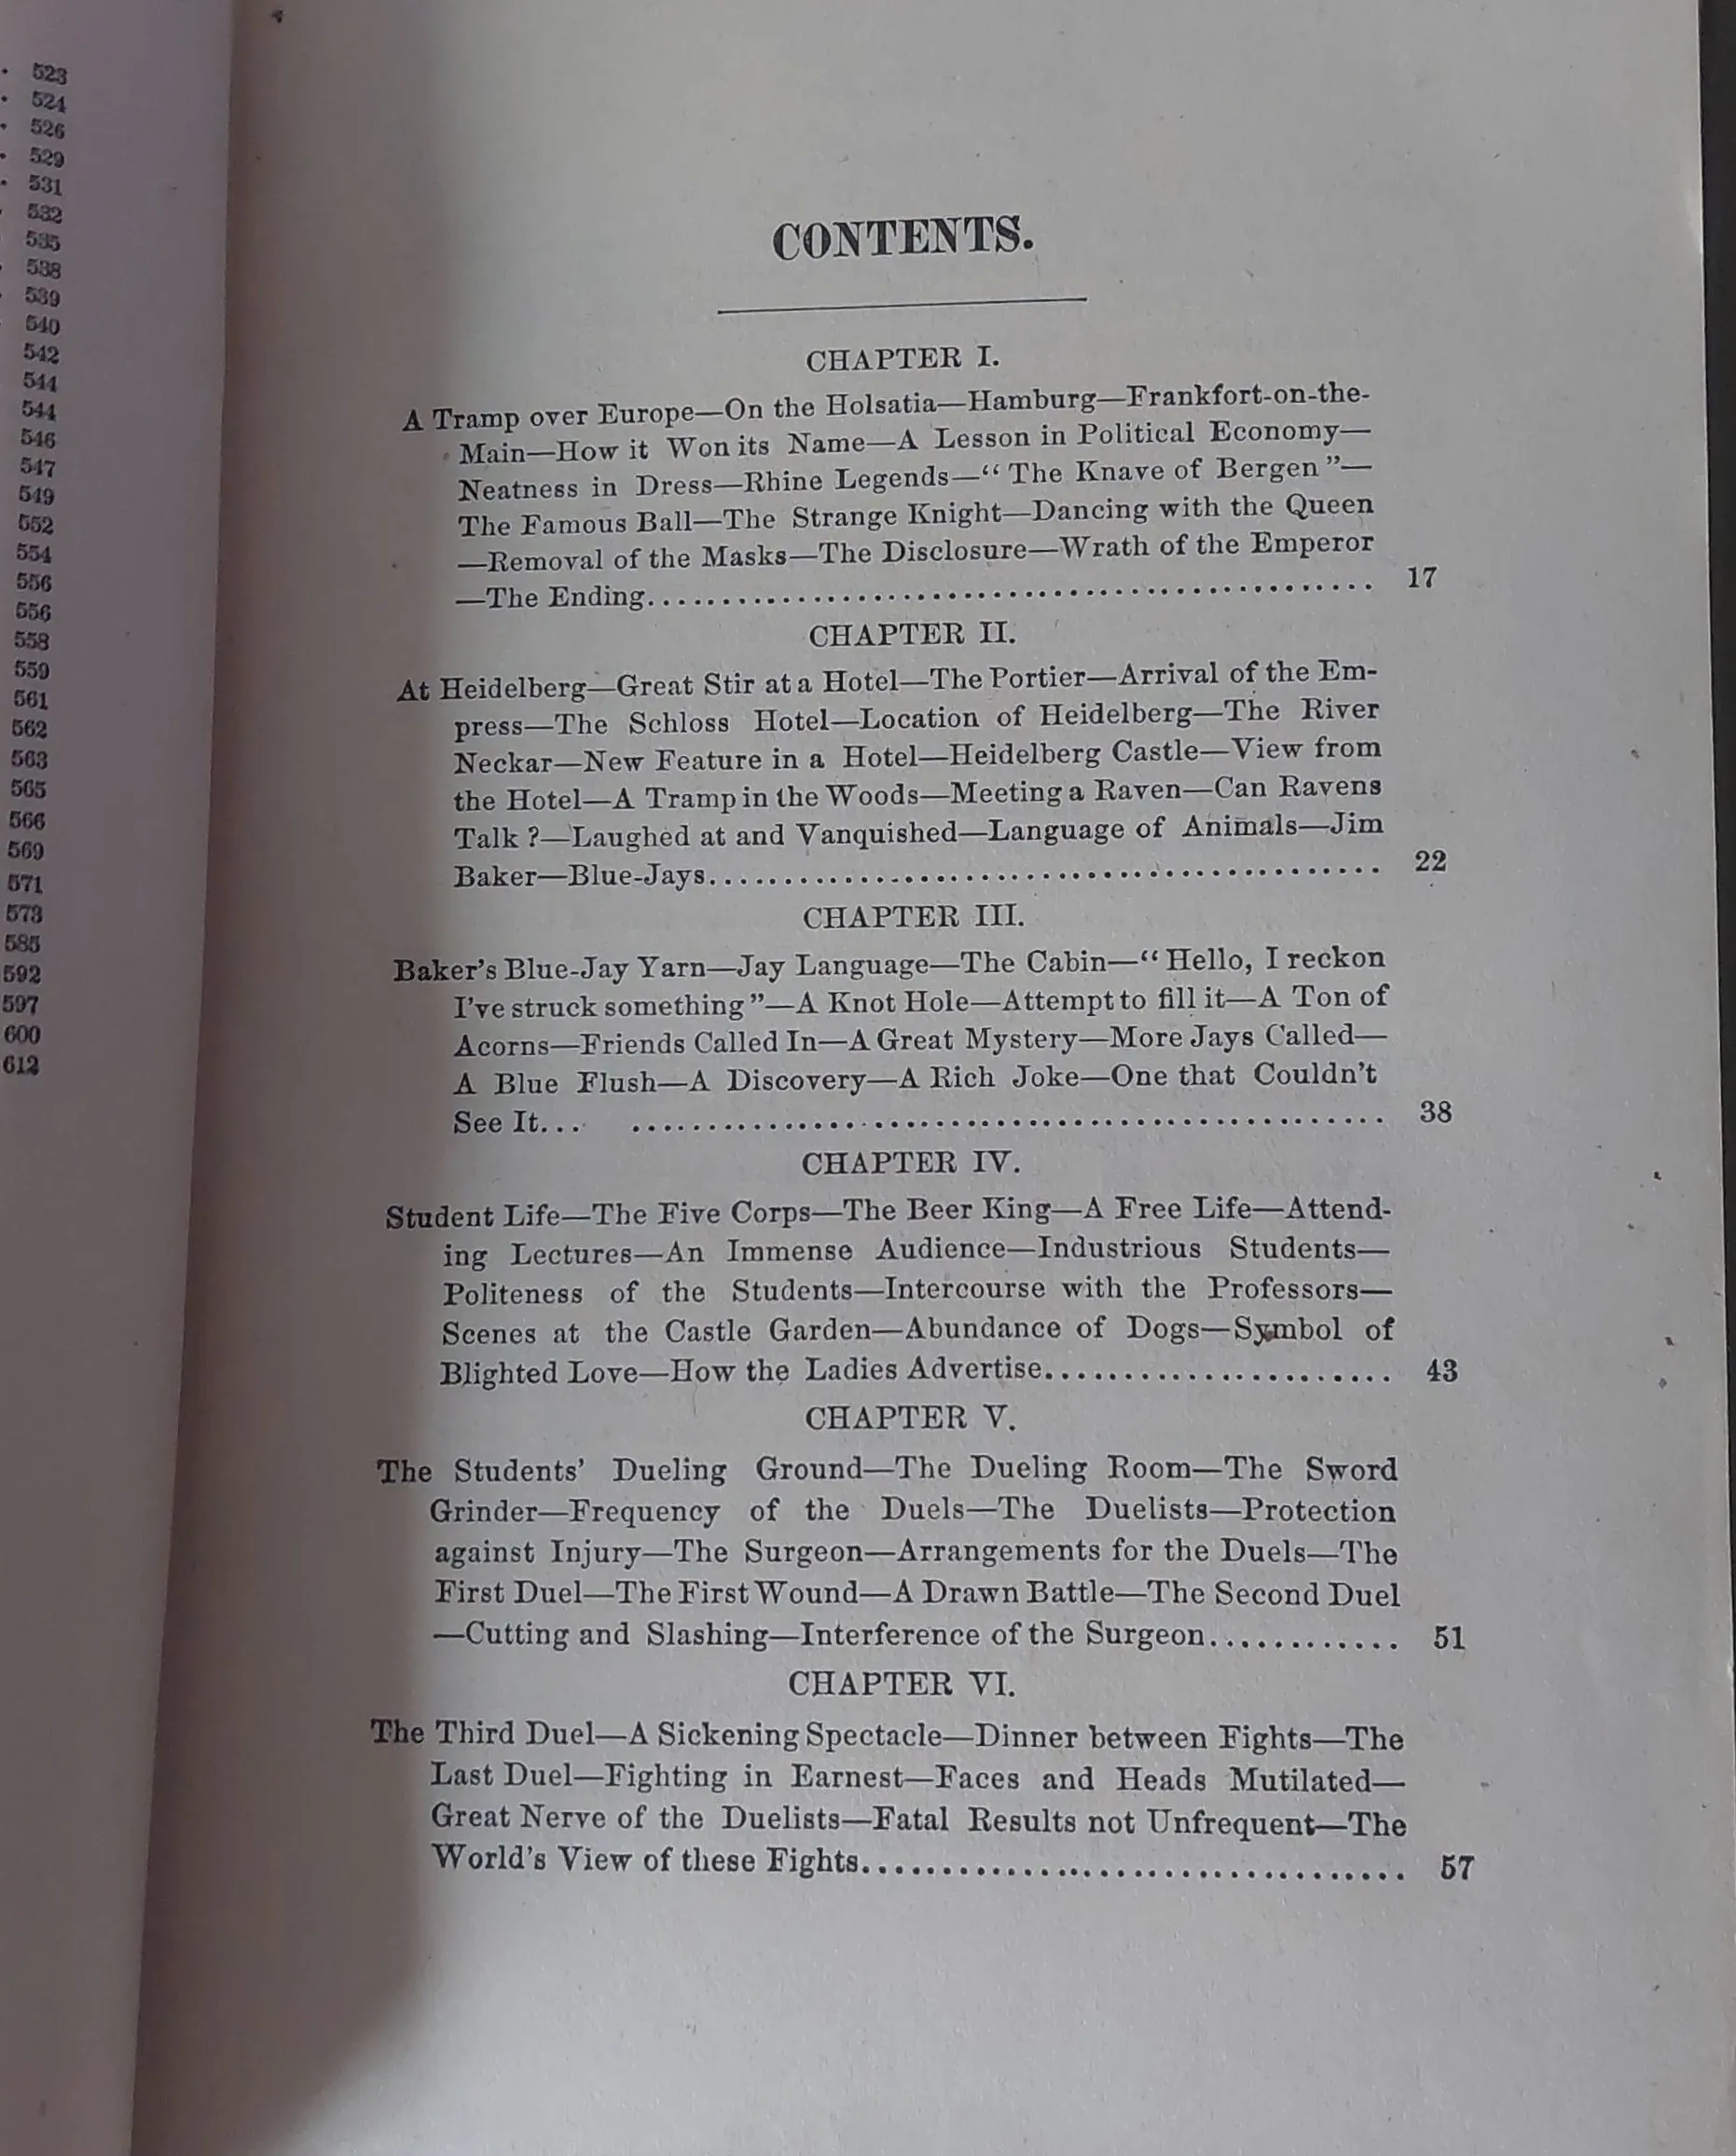 523
524
526
529
531
532
535
538
539
540
542
544
544
546
547
549
552
554
556
556
558
559
561
562
563
565
566
569
571
573
585
592
597
600
612
CONTENTS.
CHAPTER I.
A Tramp over Europe—On the Holsatia—Hamburg—Frankfort-on-the-
Main—How it Won its Name—A Lesson in Political Economy—
Neatness in Dress—Rhine Legends—“The Knave of Bergen”—
The Famous Ball—The Strange Knight—Dancing with the Queen
—Removal of the Masks—The Disclosure—Wrath of the Emperor
—The Ending................................................ 17
CHAPTER II.
At Heidelberg—Great Stir at a Hotel—The Portier—Arrival of the Em-
press—The Schloss Hotel—Location of Heidelberg—The River
Neckar—New Feature in a Hotel—Heidelberg Castle—View from
the Hotel—A Tramp in the Woods—Meeting a Raven—Can Ravens
Talk?—Laughed at and Vanquished—Language of Animals—Jim
Baker—Blue-Jays............................................. 22
CHAPTER III.
Baker's Blue-Jay Yarn—Jay Language—The Cabin—“Hello, I reckon
I've struck something”—A Knot Hole—Attempt to fill it—A Ton of
Acorns—Friends Called In—A Great Mystery—More Jays Called—
A Blue Flush—A Discovery—A Rich Joke—One that Couldn't
See It... .................................................. 38
CHAPTER IV.
Student Life—The Five Corps—The Beer King—A Free Life—Attend-
ing Lectures—An Immense Audience—Industrious Students—
Politeness of the Students—Intercourse with the Professors—
Scenes at the Castle Garden—Abundance of Dogs—Symbol of
Blighted Love—How the Ladies Advertise....................... 43
CHAPTER V.
The Students' Dueling Ground—The Dueling Room—The Sword
Grinder—Frequency of the Duels—The Duelists—Protection
against Injury—The Surgeon—Arrangements for the Duels—The
First Duel—The First Wound—A Drawn Battle—The Second Duel
—Cutting and Slashing—Interference of the Surgeon............ 51
CHAPTER VI.
The Third Duel—A Sickening Spectacle—Dinner between Fights—The
Last Duel—Fighting in Earnest—Faces and Heads Mutilated—
Great Nerve of the Duelists—Fatal Results not Unfrequent—The
World's View of these Fights.................................. 57